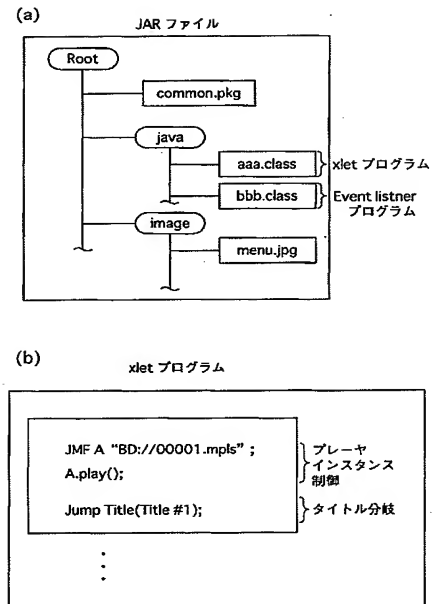 (a)
JAR ファイル
Root
common.pkg
java
aaa.class
xlet プログラム
bbb.class
Event listner
プログラム
image
menu.jpg
(b)
xlet プログラム
JMF A “BD://00001.mpls” ;
A.play();
プレーヤ
インスタンス
制御
Jump Title(Title #1);
タイトル分岐